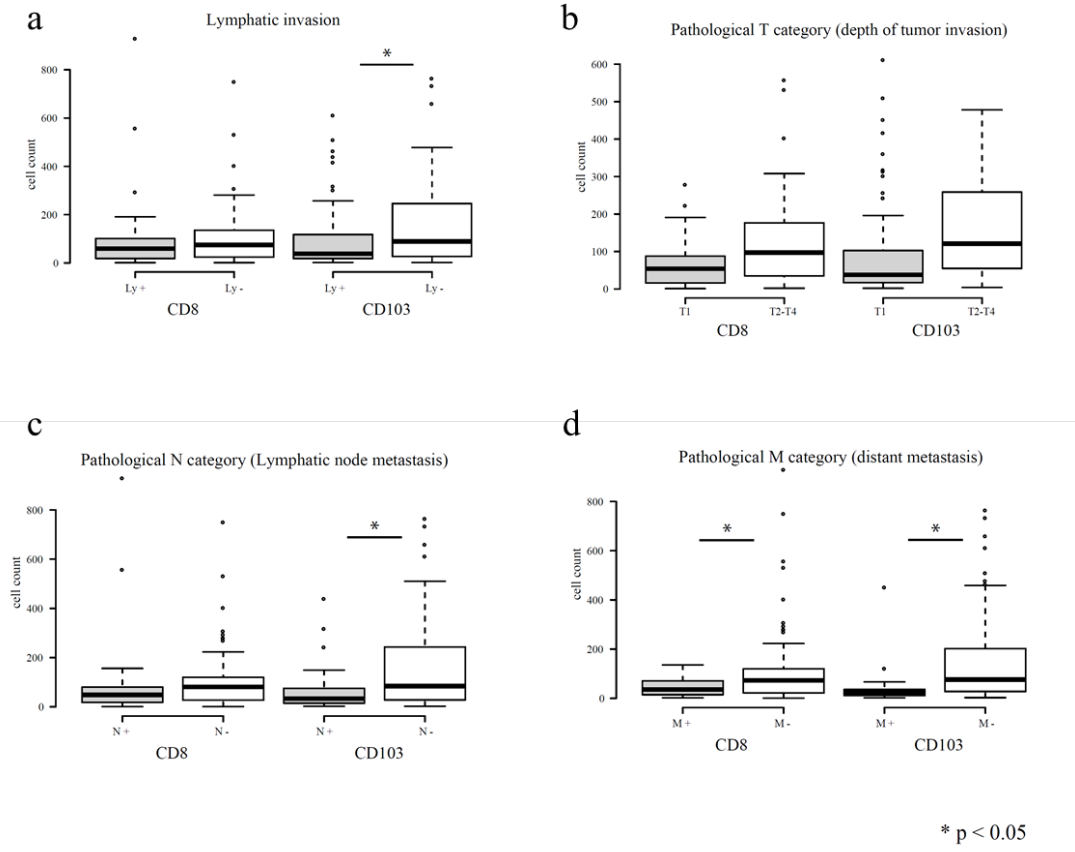 a
Lymphatic invasion
*
800
600
400
200
0
cell count
Ly +
Ly -
Ly +
Ly -
CD8
CD103
b
Pathological T category (depth of tumor invasion)
600
500
400
300
200
100
0
cell count
T1
T2-T4
T1
T2-T4
CD8
CD103
c
Pathological N category (Lymphatic node metastasis)
*
800
600
400
200
0
cell count
N +
N -
N +
N -
CD8
CD103
d
Pathological M category (distant metastasis)
*
*
800
600
400
200
0
cell count
M +
M -
M +
M -
CD8
CD103
* p < 0.05